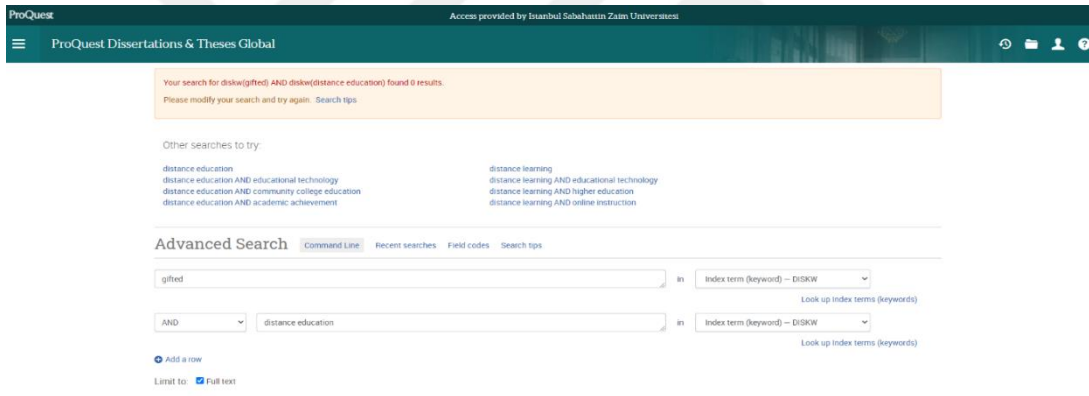 ProQuest
Access provided by Istanbul Sabahattin Zaim Universitesi
ProQuest Dissertations & Theses Global
Your search for diskw(gifted) AND diskw(distance education) found 0 results.
Please modify your search and try again. Search tips
Other searches to try:
distance education
distance education AND educational technology
distance education AND community college education
distance education AND academic achievement
distance learning
distance learning AND educational technology
distance learning AND higher education
distance learning AND online instruction
Advanced Search Command Line Recent searches Field codes Search tips
gifted in Index term (keyword) — DISKW
Look up Index terms (keywords)
AND distance education in Index term (keyword) — DISKW
Look up Index terms (keywords)
Add a row
Limit to: Full text